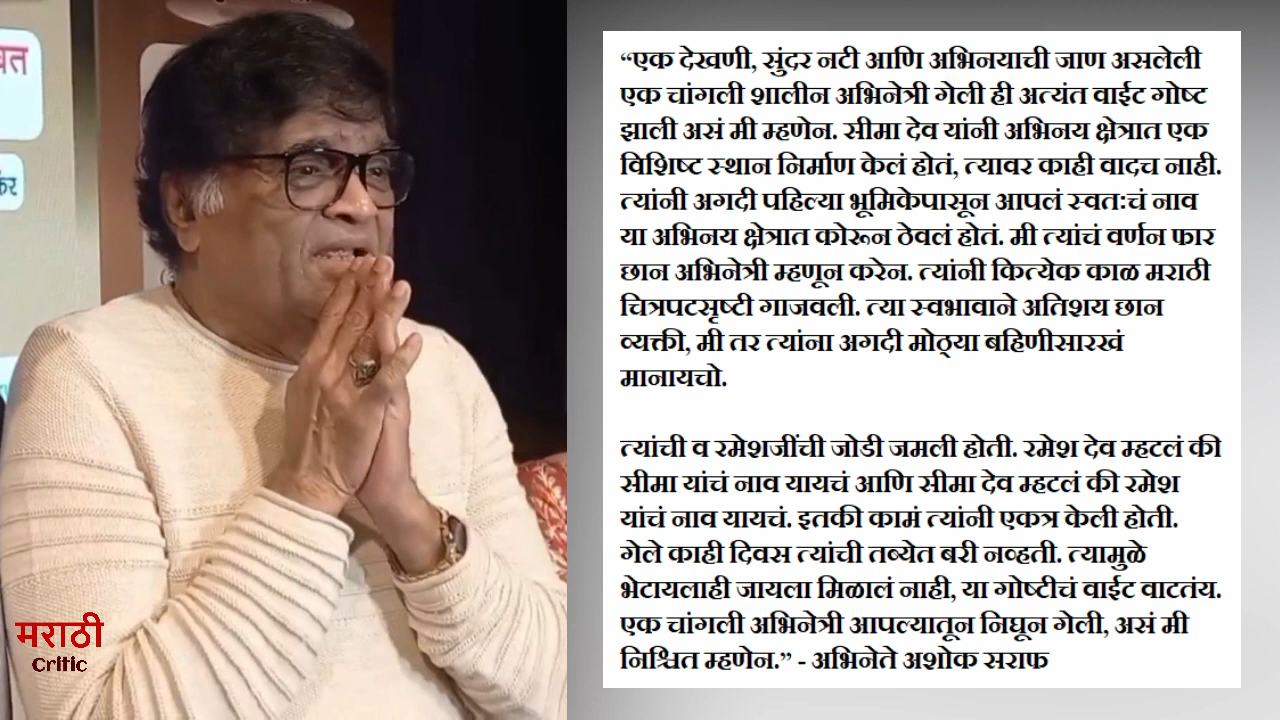 वत
कर
“एक देखणी, सुंदर नटी आणि अभिनयाची जाण असलेली
एक चांगली शालीन अभिनेत्री गेली ही अत्यंत वाईट गोष्ट
झाली असं मी म्हणेन. सीमा देव यांनी अभिनय क्षेत्रात एक
विशिष्ट स्थान निर्माण केलं होतं, त्यावर काही वादच नाही.
त्यांनी अगदी पहिल्या भूमिकेपासून आपलं स्वतःचं नाव
या अभिनय क्षेत्रात कोरून ठेवलं होतं. मी त्यांचं वर्णन फार
छान अभिनेत्री म्हणून करेन. त्यांनी कित्येक काळ मराठी
चित्रपटसृष्टी गाजवली. त्या स्वभावाने अतिशय छान
व्यक्ती, मी तर त्यांना अगदी मोठ्या बहिणीसारखं
मानायचो.
त्यांची व रमेशजींची जोडी जमली होती. रमेश देव म्हटलं की
सीमा यांचं नाव यायचं आणि सीमा देव म्हटलं की रमेश
यांचं नाव यायचं. इतकी कामं त्यांनी एकत्र केली होती.
गेले काही दिवस त्यांची तब्येत बरी नव्हती. त्यामुळे
भेटायलाही जायला मिळालं नाही, या गोष्टीचं वाईट वाटतंय.
एक चांगली अभिनेत्री आपल्यातून निघून गेली, असं मी
निश्चित म्हणेन.” - अभिनेते अशोक सराफ
मराठी
Critic